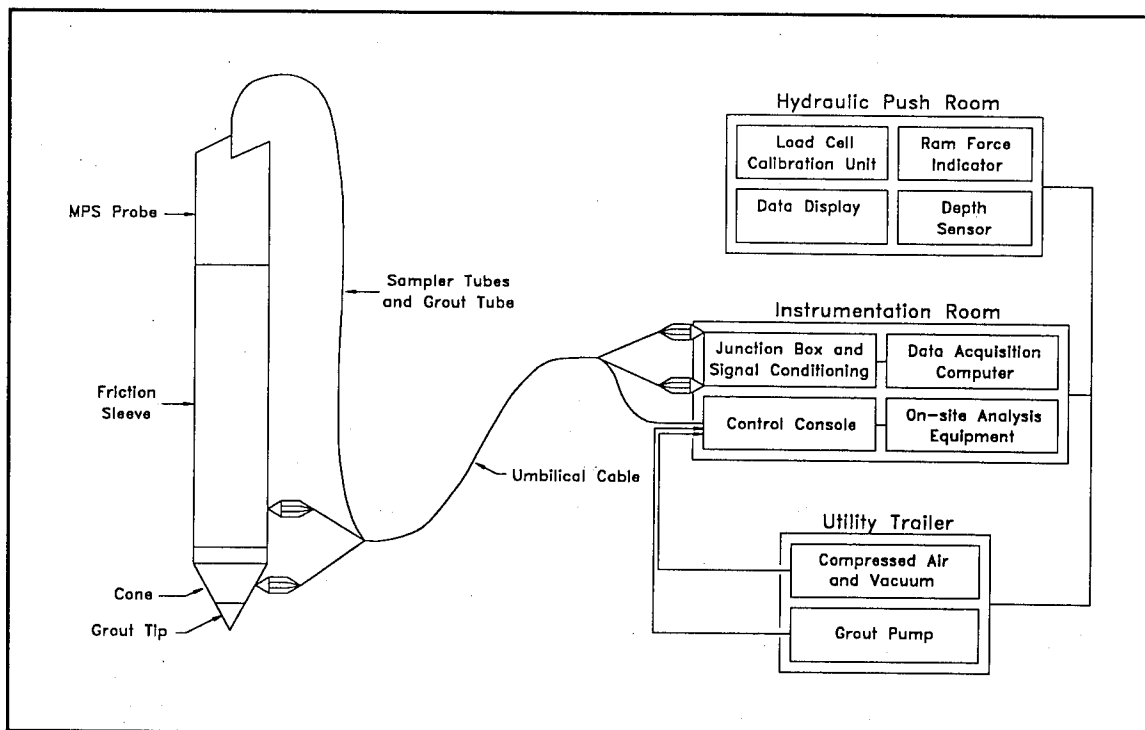 Hydraulic Push Room
Load Cell
Calibration Unit
Ram Force
Indicator
Data Display
Depth
Sensor
MPS Probe
Sampler Tubes
and Grout Tube
Instrumentation Room
Junction Box and
Signal Conditioning
Data Acquisition
Computer
Friction
Sleeve
Control Console
On-site Analysis
Equipment
Umbilical Cable
Utility Trailer
Compressed Air
and Vacuum
Cone
Grout Tip
Grout Pump